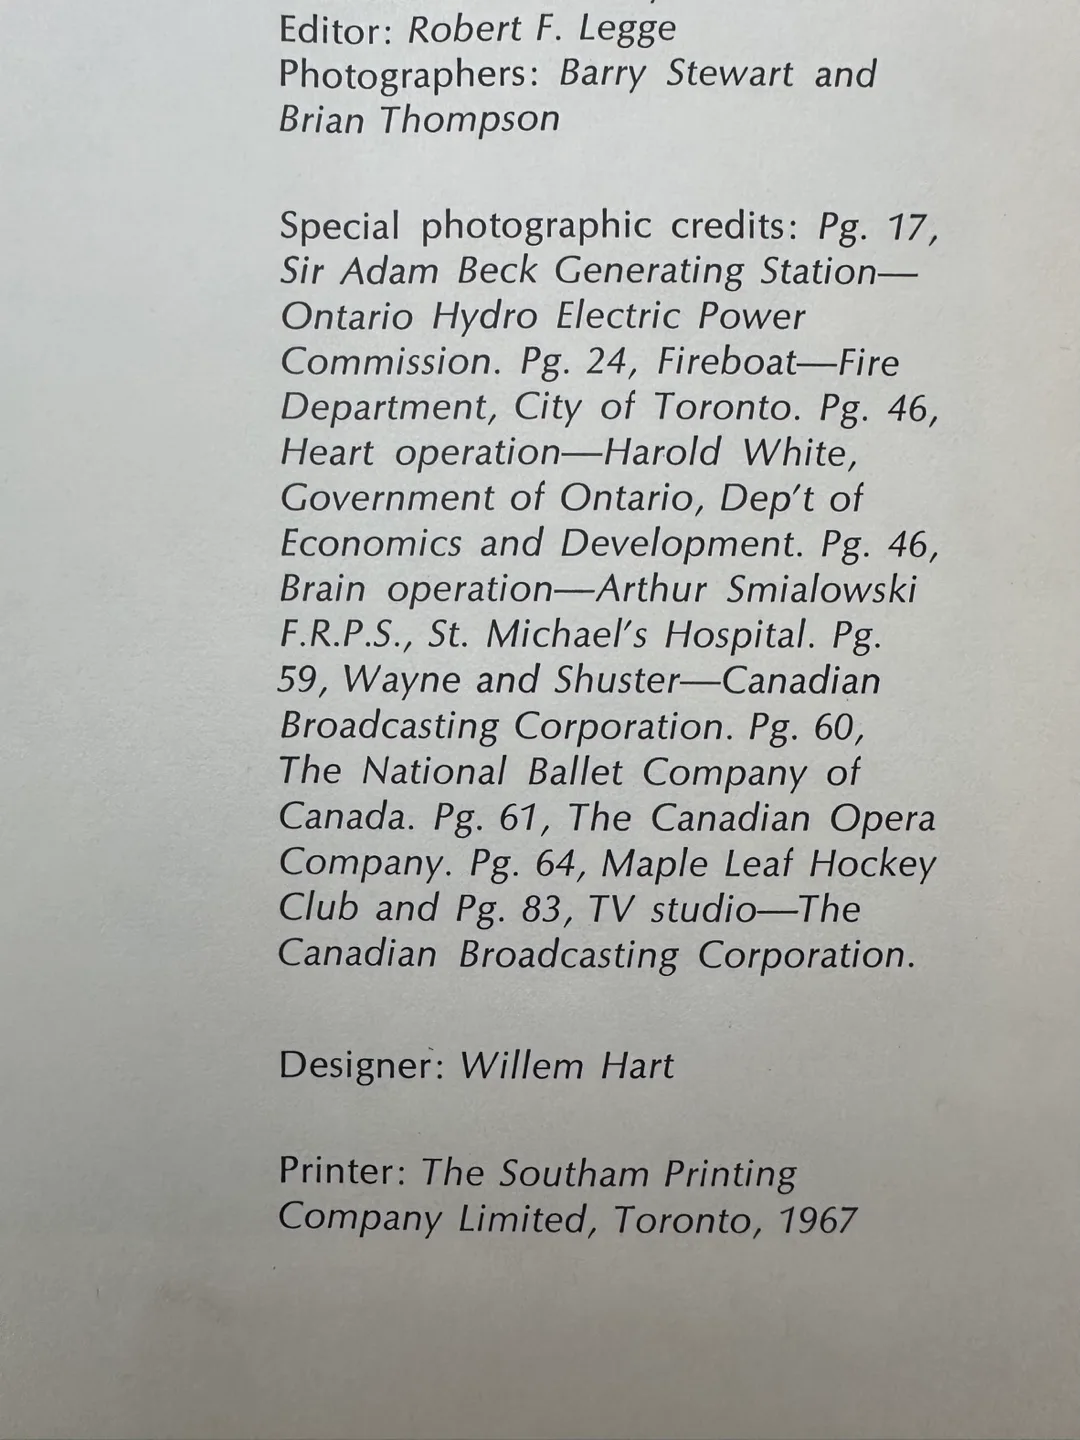 Editor: Robert F. Legge
Photographers: Barry Stewart and
Brian Thompson
Special photographic credits: Pg. 17,
Sir Adam Beck Generating Station—
Ontario Hydro Electric Power
Commission. Pg. 24, Fireboat—Fire
Department, City of Toronto. Pg. 46,
Heart operation—Harold White,
Government of Ontario, Dep't of
Economics and Development. Pg. 46,
Brain operation—Arthur Smialowski
F.R.P.S., St. Michael's Hospital. Pg.
59, Wayne and Shuster—Canadian
Broadcasting Corporation. Pg. 60,
The National Ballet Company of
Canada. Pg. 61, The Canadian Opera
Company. Pg. 64, Maple Leaf Hockey
Club and Pg. 83, TV studio—The
Canadian Broadcasting Corporation.
Designer: Willem Hart
Printer: The Southam Printing
Company Limited, Toronto, 1967